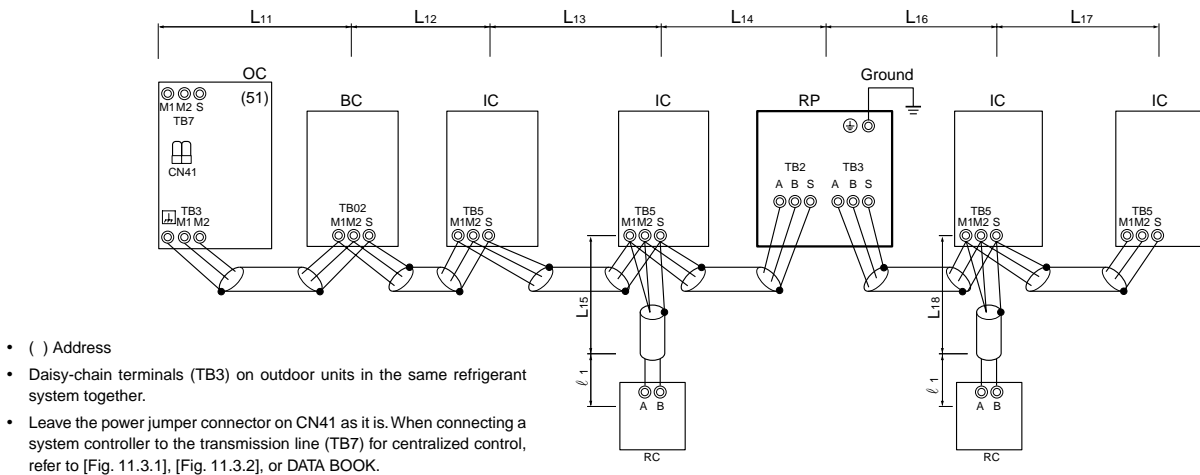 L11 L12 L13 L14 L16 L17
OC
(51)
M1 M2 S
TB7
CN41
TB3
M1 M2
BC
TB02
M1 M2 S
IC
TB5
M1 M2 S
IC
TB5
M1 M2 S
RP
Ground
TB2 TB3
A B S A B S
IC
TB5
M1 M2 S
IC
TB5
M1 M2 S
L15
ℓ1
A B
RC
L18
ℓ1
A B
RC
• ( ) Address
• Daisy-chain terminals (TB3) on outdoor units in the same refrigerant
system together.
• Leave the power jumper connector on CN41 as it is. When connecting a
system controller to the transmission line (TB7) for centralized control,
refer to [Fig. 11.3.1], [Fig. 11.3.2], or DATA BOOK.